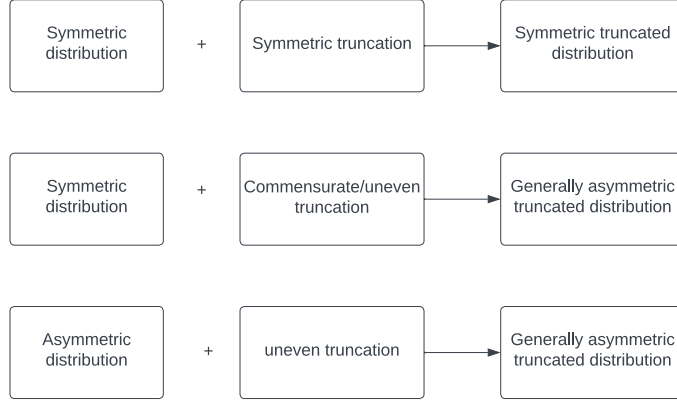 Symmetric
distribution
+
Symmetric truncation
Symmetric truncated
distribution
Symmetric
distribution
+
Commensurate/uneven
truncation
Generally asymmetric
truncated distribution
Asymmetric
distribution
+
uneven truncation
Generally asymmetric
truncated distribution